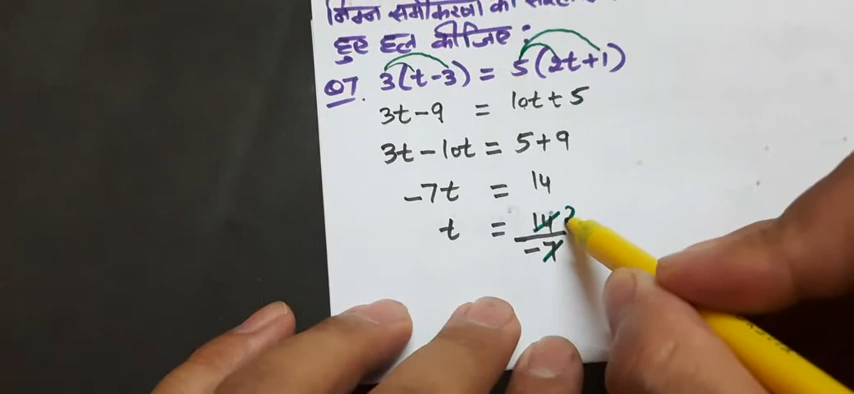 निम्न समीकरणों को
हुए हल कीजिए :
Q7. 3(t-3) = 5(2t+1)
3t-9 = 10t+5
3t-10t = 5+9
-7t = 14
t = 14 2
-7